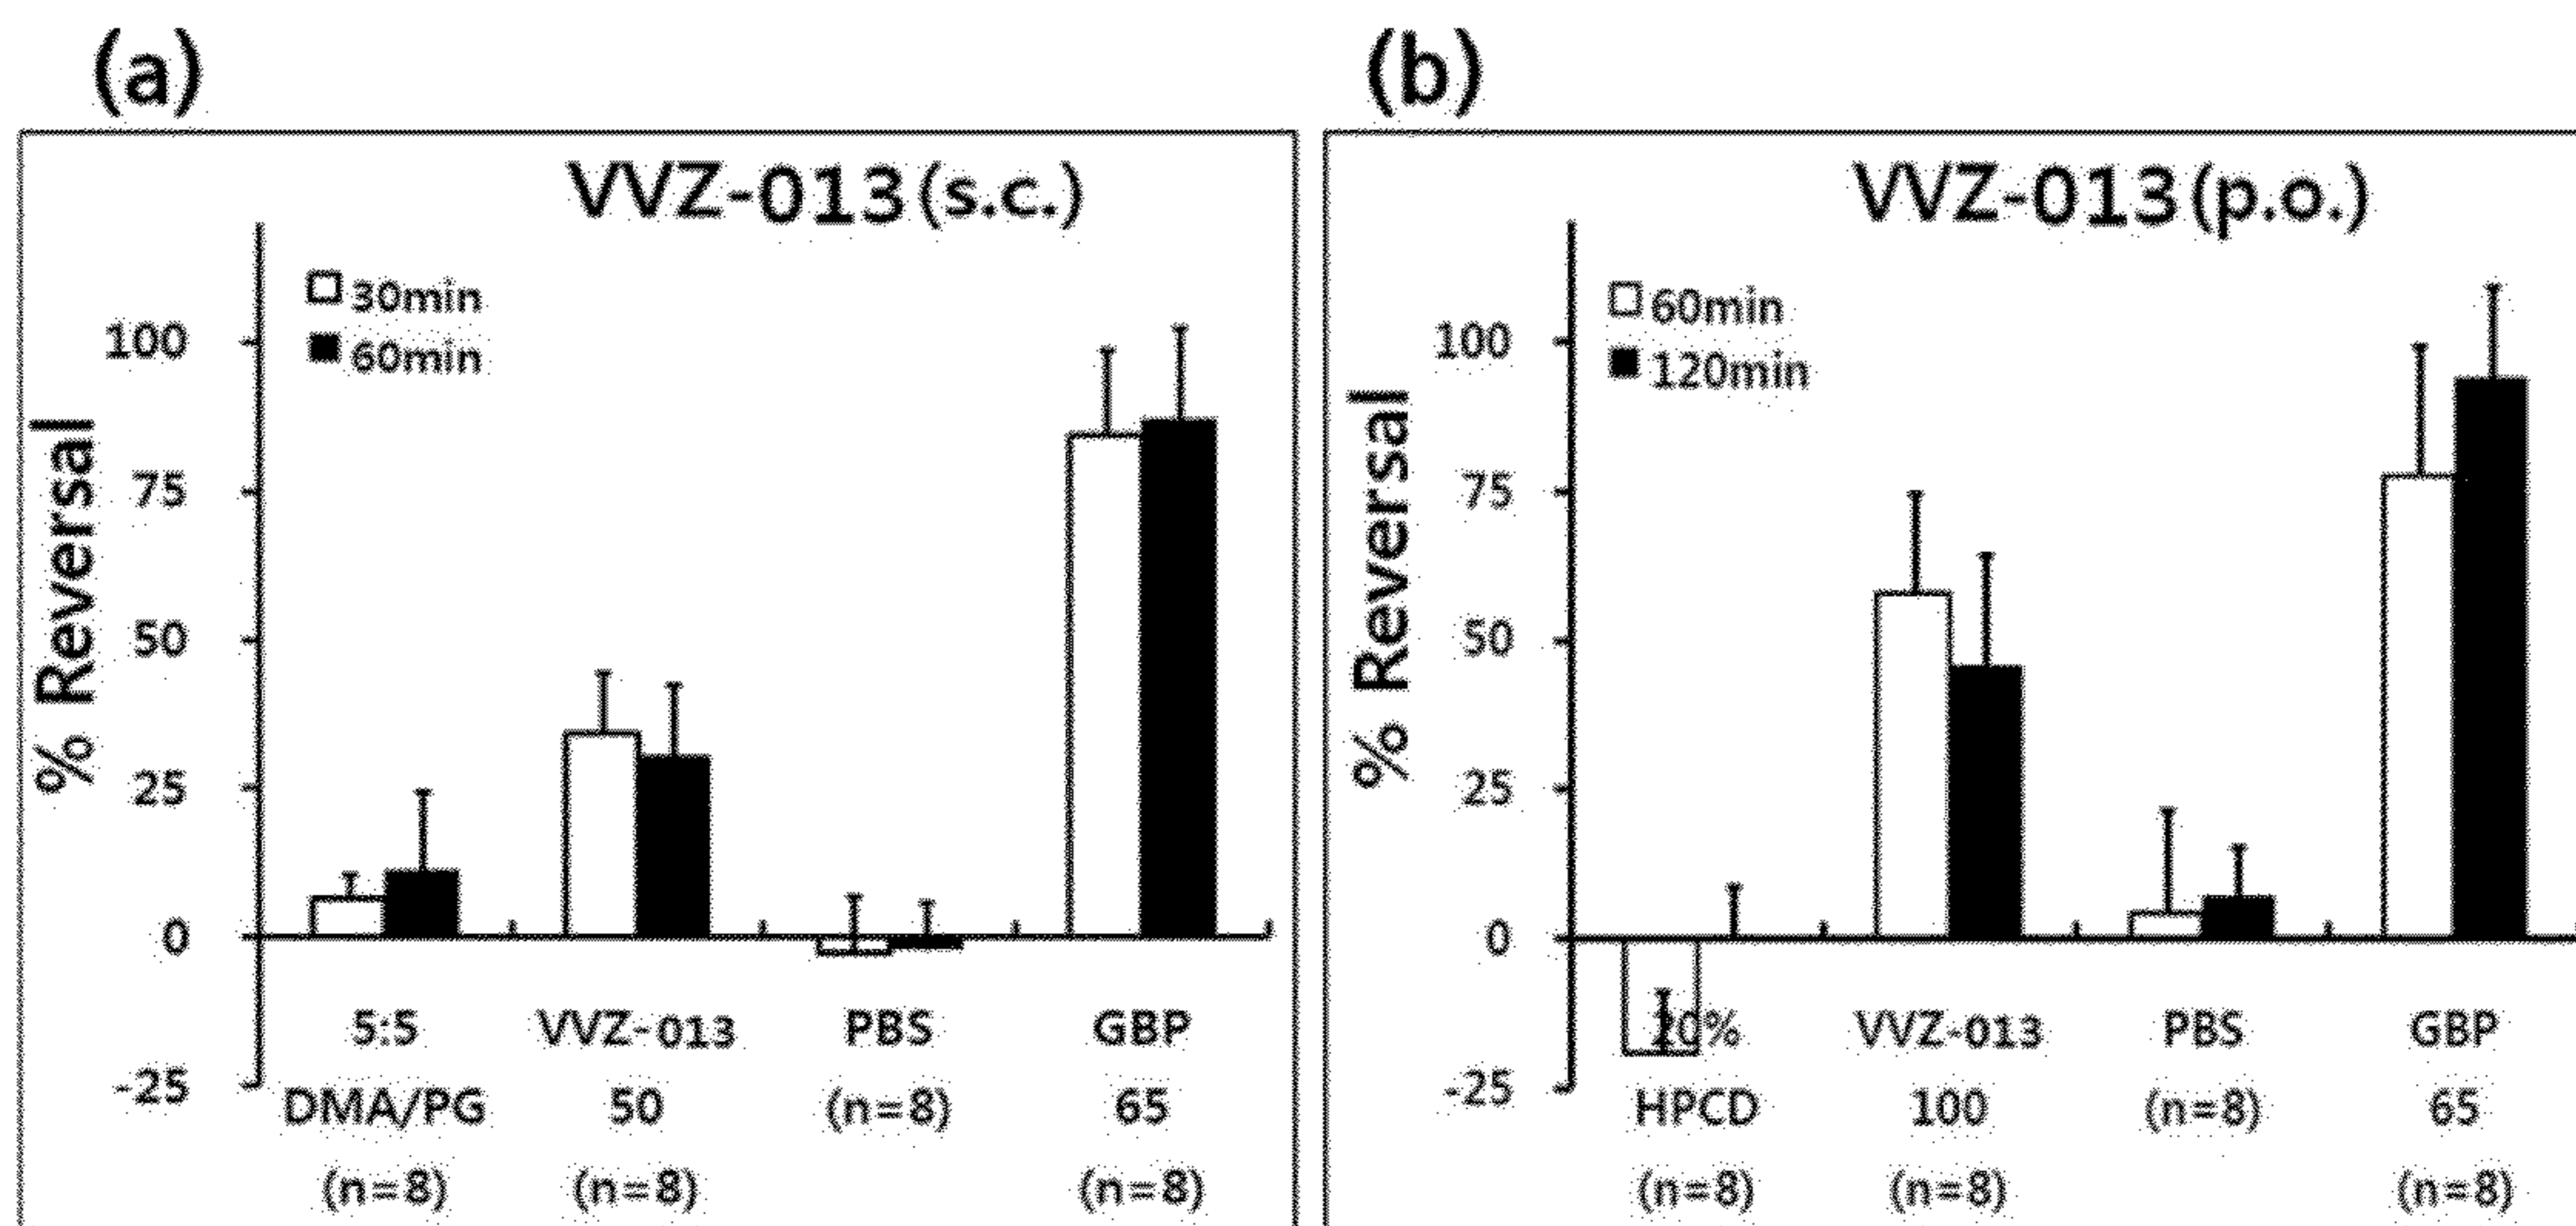 (a)
VVZ-013 (s.c.)
30min
60min
% Reversal
100
75
50
25
0
-25
5:5 VVZ-013 PBS GBP
DMA/PG 50 (n=8) 65
(n=8) (n=8) (n=8)
(b)
VVZ-013 (p.o.)
60min
120min
% Reversal
100
75
50
25
0
-25
20% VVZ-013 PBS GBP
HPCD 100 (n=8) 65
(n=8) (n=8) (n=8)